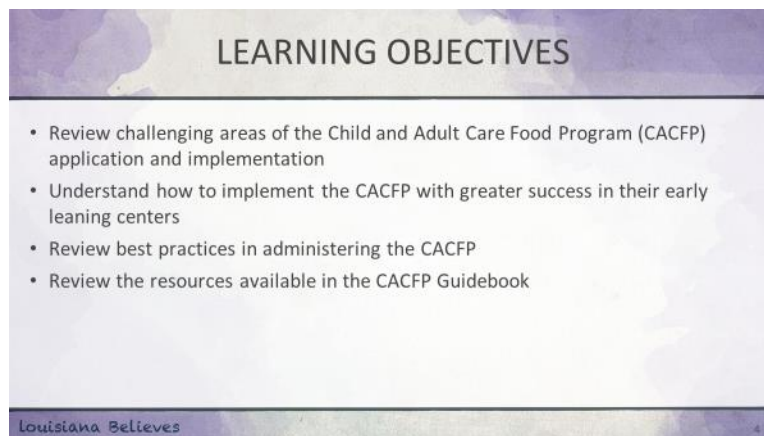 LEARNING OBJECTIVES
• Review challenging areas of the Child and Adult Care Food Program (CACFP)
application and implementation
• Understand how to implement the CACFP with greater success in their early
leaning centers
• Review best practices in administering the CACFP
• Review the resources available in the CACFP Guidebook
Louisiana Believes
4